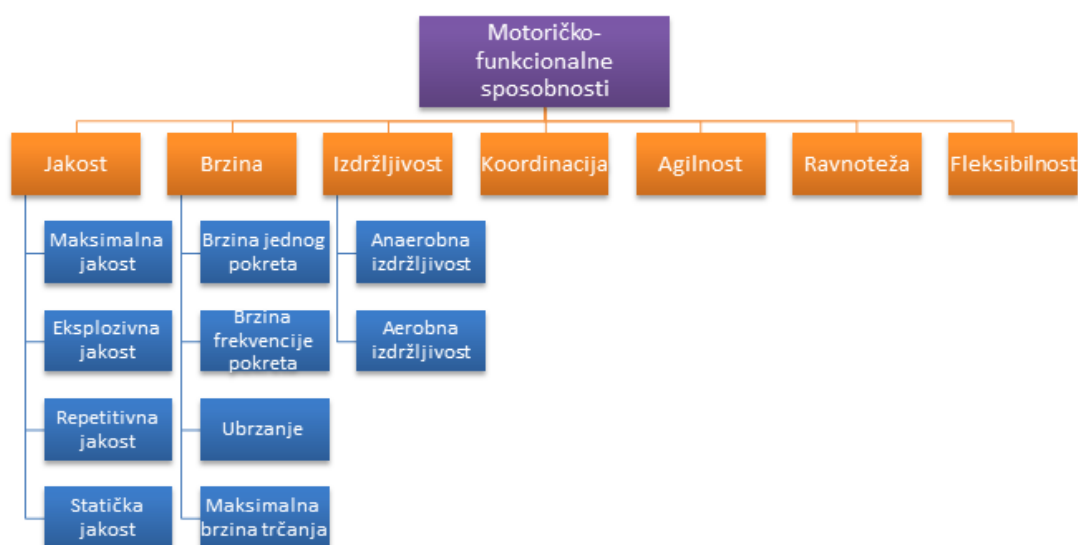 Motoričko-
funkcionalne
sposobnosti
Jakost
Brzina
Izdržljivost
Koordinacija
Agilnost
Ravnoteža
Fleksibilnost
Maksimalna
jakost
Eksplozivna
jakost
Repetitivna
jakost
Statička
jakost
Brzina jednog
pokreta
Brzina
frekvencije
pokreta
Ubrzanje
Maksimalna
brzina trčanja
Anaerobna
izdržljivost
Aerobna
izdržljivost